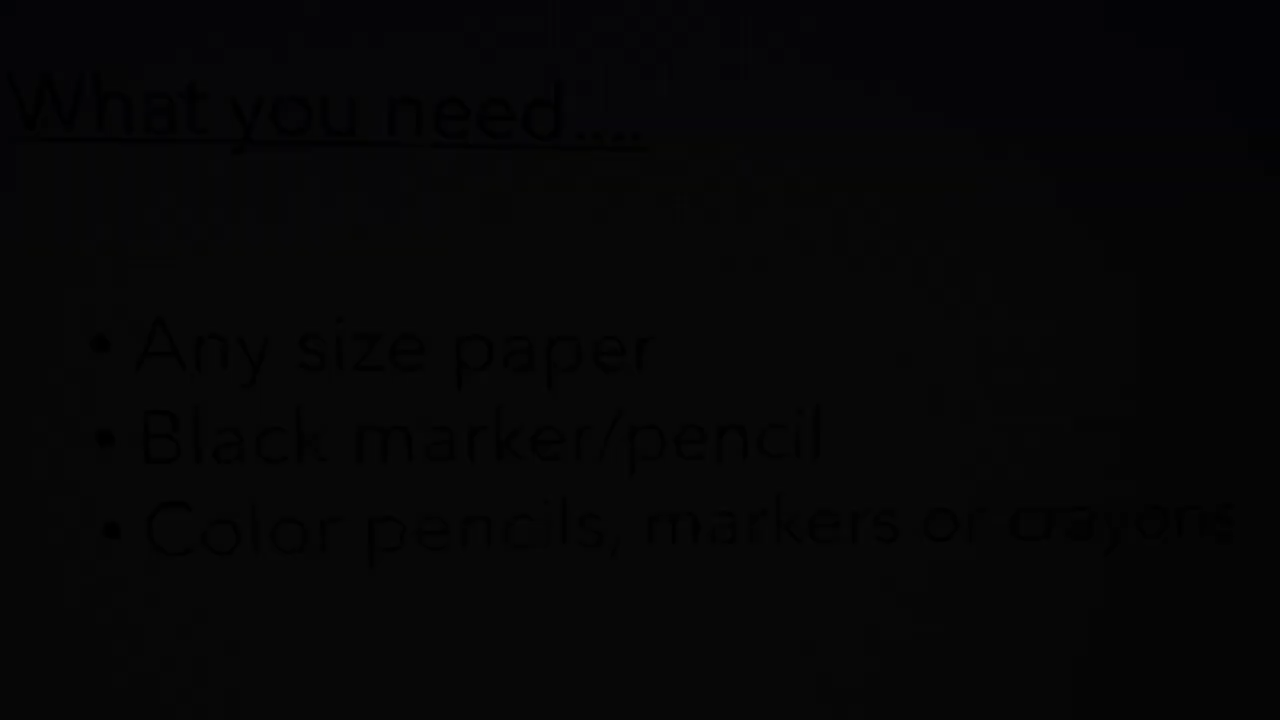 What you need....
• Any size paper
• Black marker/pencil
• Color pencils, markers or crayons